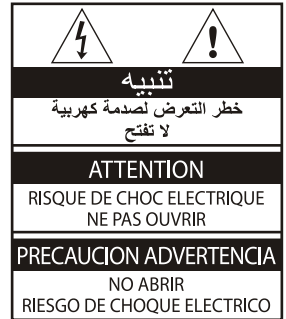 تنبيه
خطر التعرض لصدمة كهربية
لا تفتح
ATTENTION
RISQUE DE CHOC ELECTRIQUE
NE PAS OUVRIR
PRECAUCION ADVERTENCIA
NO ABRIR
RIESGO DE CHOQUE ELECTRICO